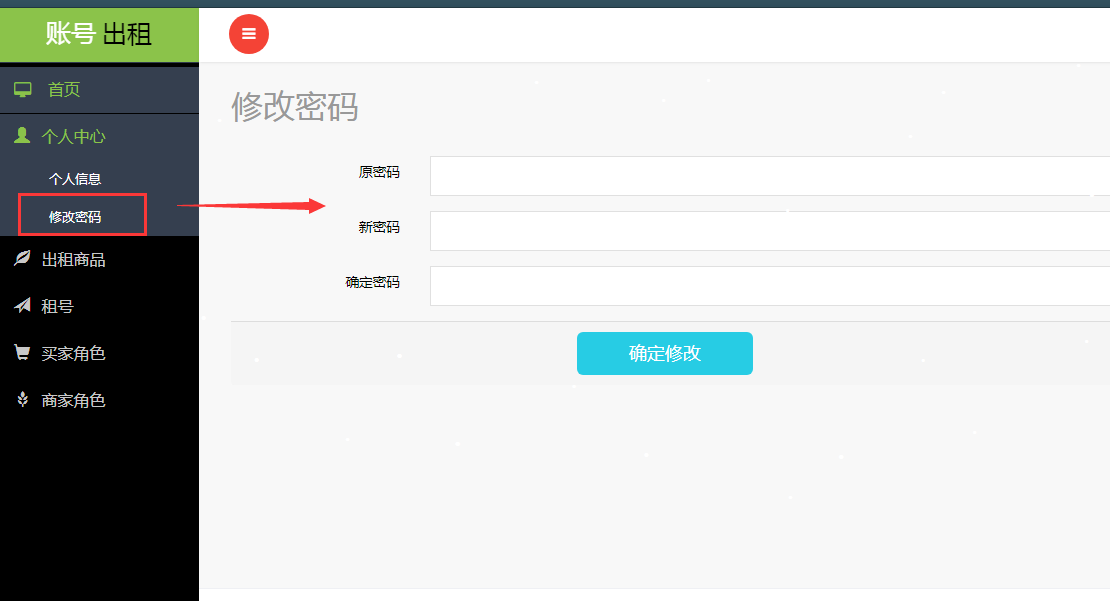 账号 出租
首页
个人中心
个人信息
修改密码
出租商品
租号
买家角色
商家角色
修改密码
原密码
新密码
确定密码
确定修改